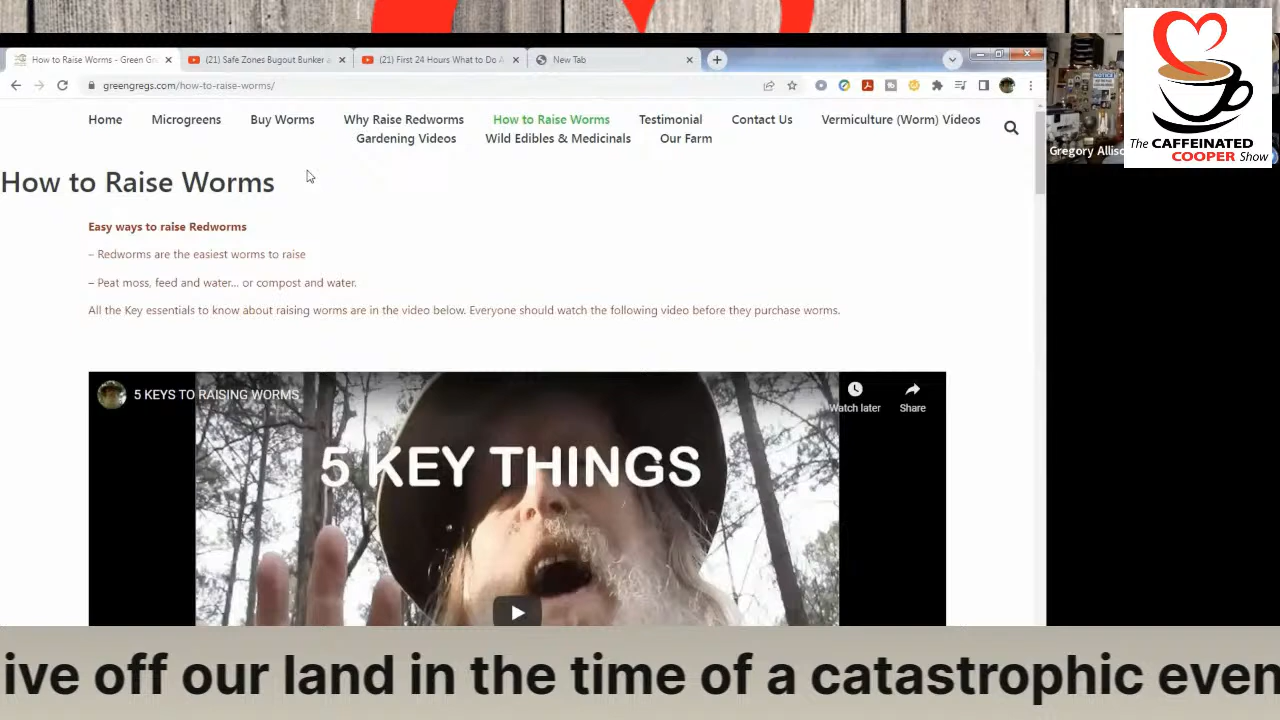 How to Raise Worms - Green Gr
(21) Safe Zones
First 24 Hours What to D
New Tab
greengregs.com/how-to-raise-worms/
Home
Microgreens
Buy Worms
Why Raise Redworms
How to Raise Worms
Testimonial
Contact Us
Vermiculture (Worm) Videos
Gardening Videos
Wild Edibles & Medicinals
Our Farm
How to Raise Worms
Easy ways to raise Redworms
– Redworms are the easiest worms to raise
– Peat moss, feed and water... or compost and water.
All the Key essentials to know about raising worms are in the video below. Everyone should watch the following video before they purchase worms.
5 KEYS TO RAISING WORMS
Watch later
Share
5 KEY THINGS
NOTICE
Gregory Alliso
The CAFFEINATED
COOPER Show
ive off our land in the time of a catastrophic even